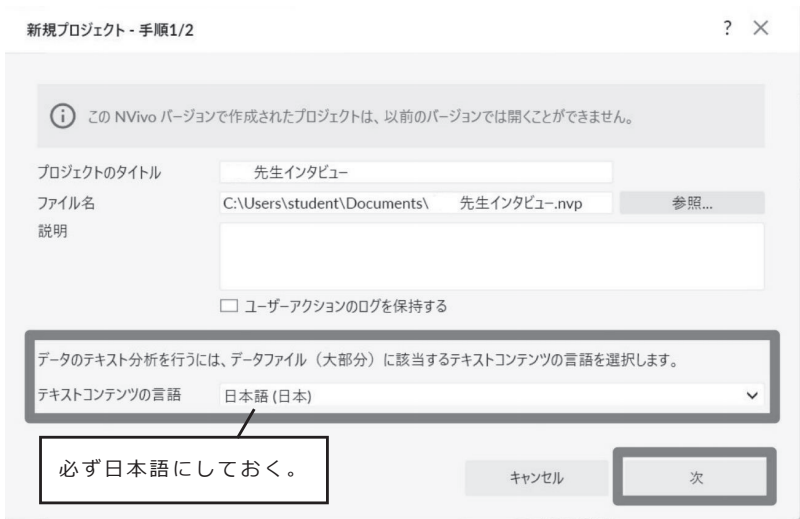 新規プロジェクト - 手順1/2 ?
この NVivo バージョンで作成されたプロジェクトは、以前のバージョンでは開くことができません。
プロジェクトのタイトル 先生インタビュー
ファイル名 C:\Users\student\Documents\ 先生インタビュー.nvp 参照...
説明
ユーザーアクションのログを保持する
データのテキスト分析を行うには、データファイル（大部分）に該当するテキストコンテンツの言語を選択します。
テキストコンテンツの言語 日本語 (日本)
必ず日本語にしておく。
キャンセル 次